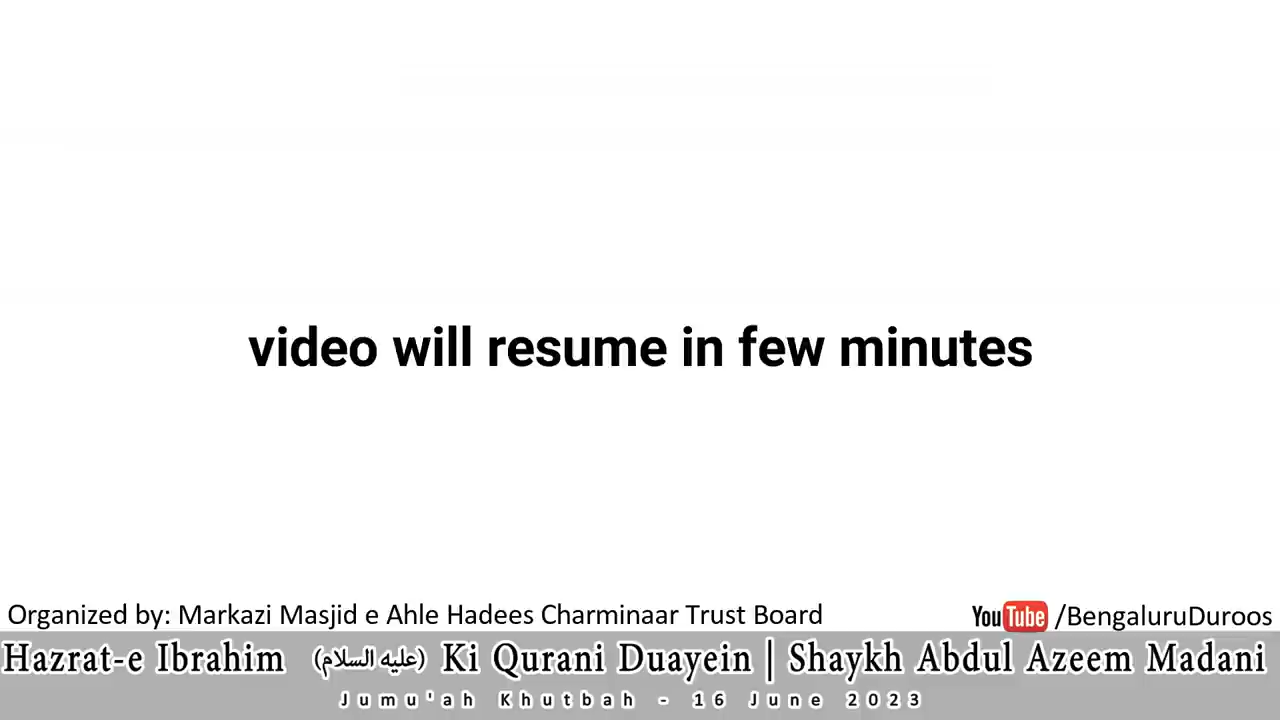 video will resume in few minutes
Organized by: Markazi Masjid e Ahle Hadees Charminaar Trust Board
YouTube /BengaluruDuroos
Hazrat-e Ibrahim (عليه السلام) Ki Qurani Duayein | Shaykh Abdul Azeem Madani
Jumu'ah Khutbah - 16 June 2023